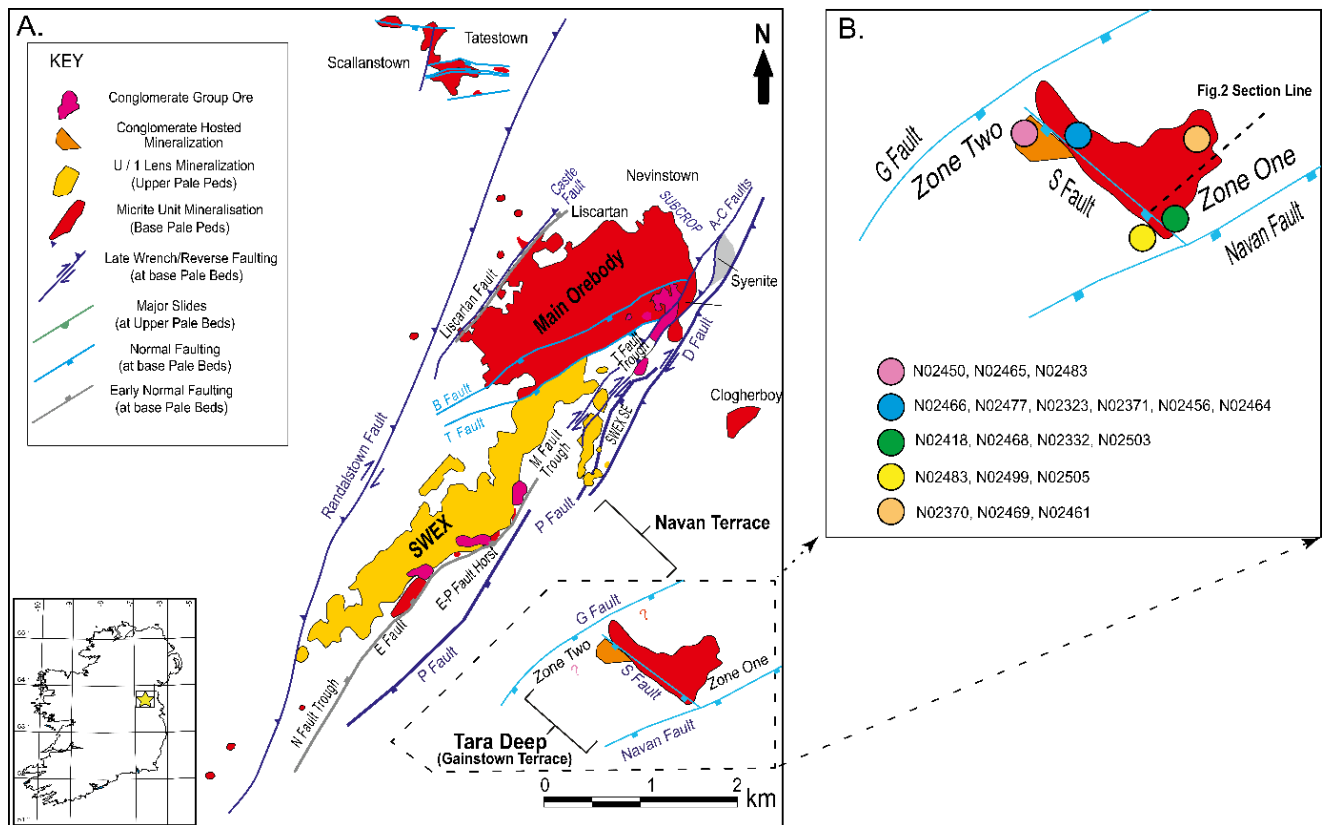 A.
KEY
Conglomerate Group Ore
Conglomerate Hosted
Mineralization
U / 1 Lens Mineralization
(Upper Pale Peds)
Micrite Unit Mineralisation
(Base Pale Peds)
Late Wrench/Reverse Faulting
(at base Pale Beds)
Major Slides
(at Upper Pale Beds)
Normal Faulting
(at base Pale Beds)
Early Normal Faulting
(at base Pale Beds)
Tatestown
Scallanstown
N
Nevinstown
Castle
Fault
Liscartan
SUBCROP
A-C Faults
Liscartan Fault
Main Orebody
Syenite
T Fault
Trough
D Fault
B Fault
T Fault
Clogherboy
Randalstown Fault
M Fault
Trough
SWEX SE
SWEX
P Fault
Navan Terrace
E-P Fault Horst
E Fault
P Fault
N Fault Trough
G Fault
?
Zone Two
?
S Fault
Zone One
Navan Fault
Tara Deep
(Gainstown Terrace)
0 1 2
km
B.
Fig.2 Section Line
G Fault
Zone Two
S Fault
Zone One
Navan Fault
N02450, N02465, N02483
N02466, N02477, N02323, N02371, N02456, N02464
N02418, N02468, N02332, N02503
N02483, N02499, N02505
N02370, N02469, N02461